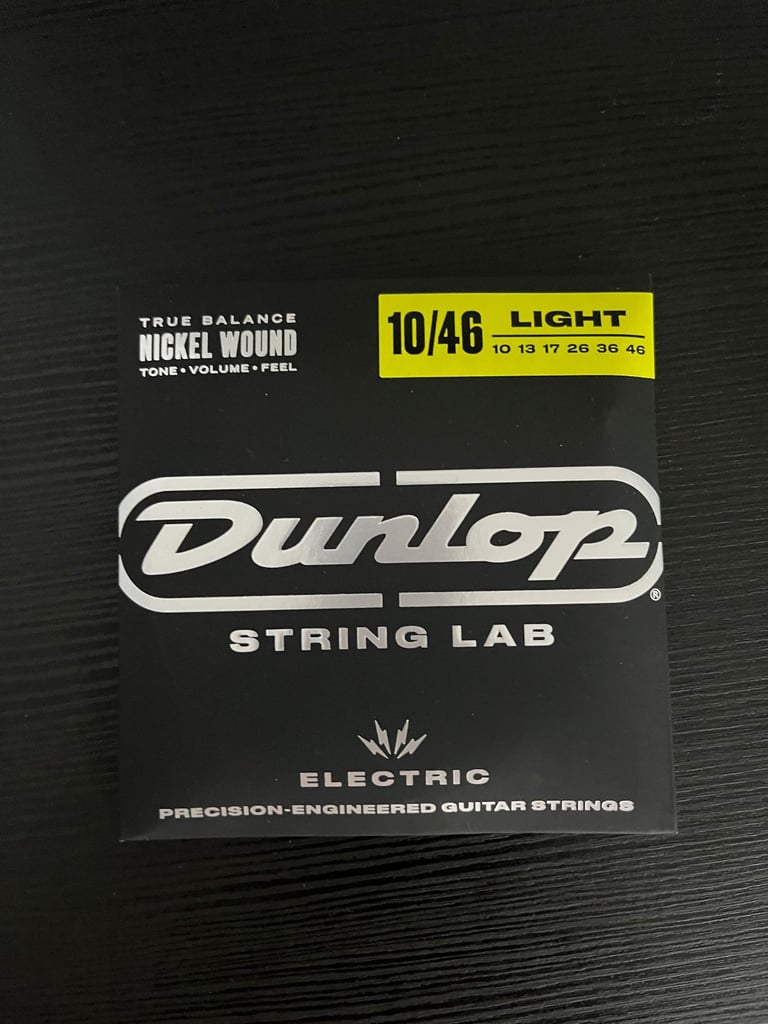 TRUE BALANCE
NICKEL WOUND
TONE • VOLUME • FEEL
10/46
LIGHT
10 13 17 26 36 46
Dunlop
®
STRING LAB
ELECTRIC
PRECISION-ENGINEERED GUITAR STRINGS